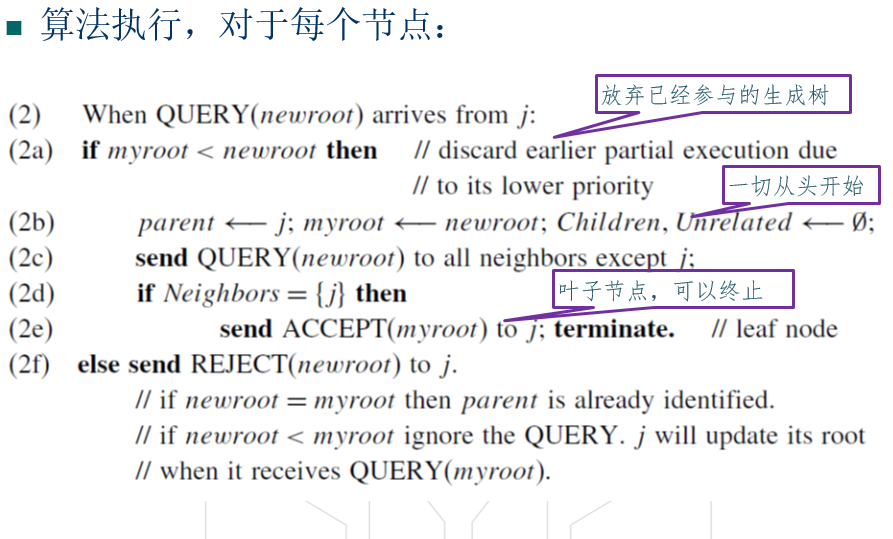 算法执行，对于每个节点：
放弃已经参与的生成树
(2) When QUERY(newroot) arrives from j:
(2a) if myroot < newroot then // discard earlier partial execution due
// to its lower priority
一切从头开始
(2b) parent ⟵ j; myroot ⟵ newroot; Children, Unrelated ⟵ ∅;
(2c) send QUERY(newroot) to all neighbors except j;
叶子节点，可以终止
(2d) if Neighbors = {j} then
(2e) send ACCEPT(myroot) to j; terminate. // leaf node
(2f) else send REJECT(newroot) to j.
// if newroot = myroot then parent is already identified.
// if newroot < myroot ignore the QUERY. j will update its root
// when it receives QUERY(myroot).